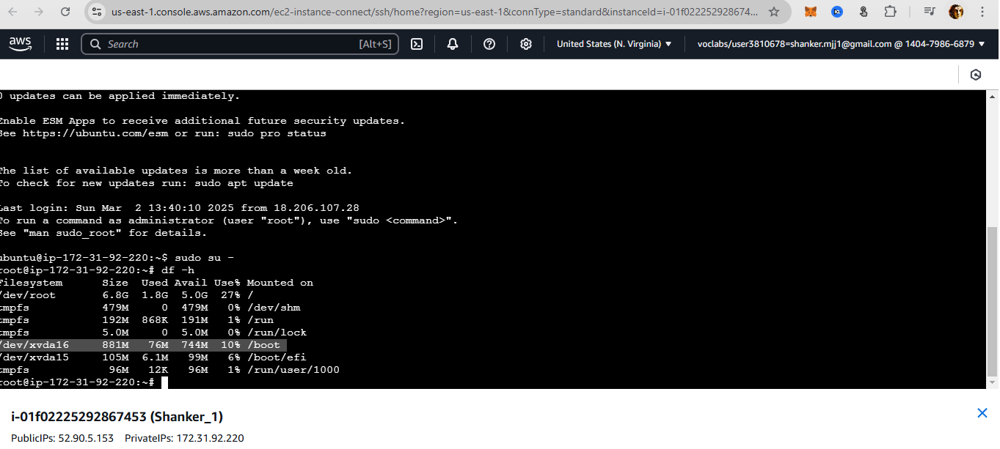 us-east-1.console.aws.amazon.com/ec2-instance-connect/ssh/home?region=us-east-1&connType=standard&instanceId=i-01f022252928674...
aws Search [Alt+S] United States (N. Virginia) ▼ voclabs/user3810678=shanker.mjj1@gmail.com @ 1404-7986-6879 ▼
0 updates can be applied immediately.
Enable ESM Apps to receive additional future security updates.
See https://ubuntu.com/esm or run: sudo pro status
The list of available updates is more than a week old.
To check for new updates run: sudo apt update
Last login: Sun Mar  2 13:40:10 2025 from 18.206.107.28
To run a command as administrator (user "root"), use "sudo <command>".
See "man sudo_root" for details.
ubuntu@ip-172-31-92-220:~$ sudo su -
root@ip-172-31-92-220:~# df -h
Filesystem      Size  Used Avail Use% Mounted on
/dev/root       6.8G  1.8G  5.0G  27% /
tmpfs           479M     0  479M   0% /dev/shm
tmpfs           192M  868K  191M   1% /run
tmpfs           5.0M     0  5.0M   0% /run/lock
/dev/xvda16     881M   76M  744M  10% /boot
/dev/xvda15     105M  6.1M   99M   6% /boot/efi
tmpfs            96M   12K   96M   1% /run/user/1000
root@ip-172-31-92-220:~#
i-01f02225292867453 (Shanker_1)
PublicIPs: 52.90.5.153 PrivateIPs: 172.31.92.220